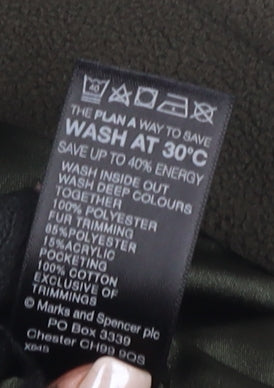 40
THE PLAN A WAY TO SAVE
WASH AT 30°C
SAVE UP TO 40% ENERGY
WASH INSIDE OUT
WASH DEEP COLOURS
TOGETHER
100% POLYESTER
FUR TRIMMING
85%POLYESTER
15%ACRYLIC
POCKETING
100% COTTON
EXCLUSIVE OF
TRIMMINGS
© Marks and Spencer plc
PO Box 3339
Chester CH99 9QS
X84S